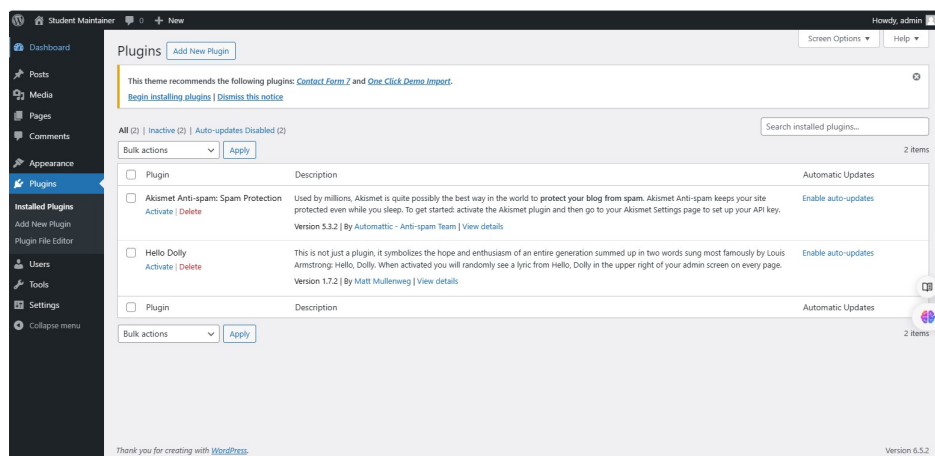 Student Maintainer 0 + New Howdy, admin
Screen Options ▼ Help ▼
Dashboard
Posts
Media
Pages
Comments
Appearance
Plugins
Installed Plugins
Add New Plugin
Plugin File Editor
Users
Tools
Settings
Collapse menu
Plugins Add New Plugin
This theme recommends the following plugins: Contact Form 7 and One Click Demo Import.
Begin installing plugins | Dismiss this notice
All (2) | Inactive (2) | Auto-updates Disabled (2)
Search installed plugins...
Bulk actions Apply 2 items
Plugin Description Automatic Updates
Akismet Anti-spam: Spam Protection
Activate | Delete
Used by millions, Akismet is quite possibly the best way in the world to protect your blog from spam. Akismet Anti-spam keeps your site
protected even while you sleep. To get started: activate the Akismet plugin and then go to your Akismet Settings page to set up your API key.
Version 5.3.2 | By Automattic - Anti-spam Team | View details
Enable auto-updates
Hello Dolly
Activate | Delete
This is not just a plugin, it symbolizes the hope and enthusiasm of an entire generation summed up in two words sung most famously by Louis
Armstrong: Hello, Dolly. When activated you will randomly see a lyric from Hello, Dolly in the upper right of your admin screen on every page.
Version 1.7.2 | By Matt Mullenweg | View details
Enable auto-updates
Plugin Description Automatic Updates
Bulk actions Apply 2 items
Thank you for creating with WordPress. Version 6.5.2